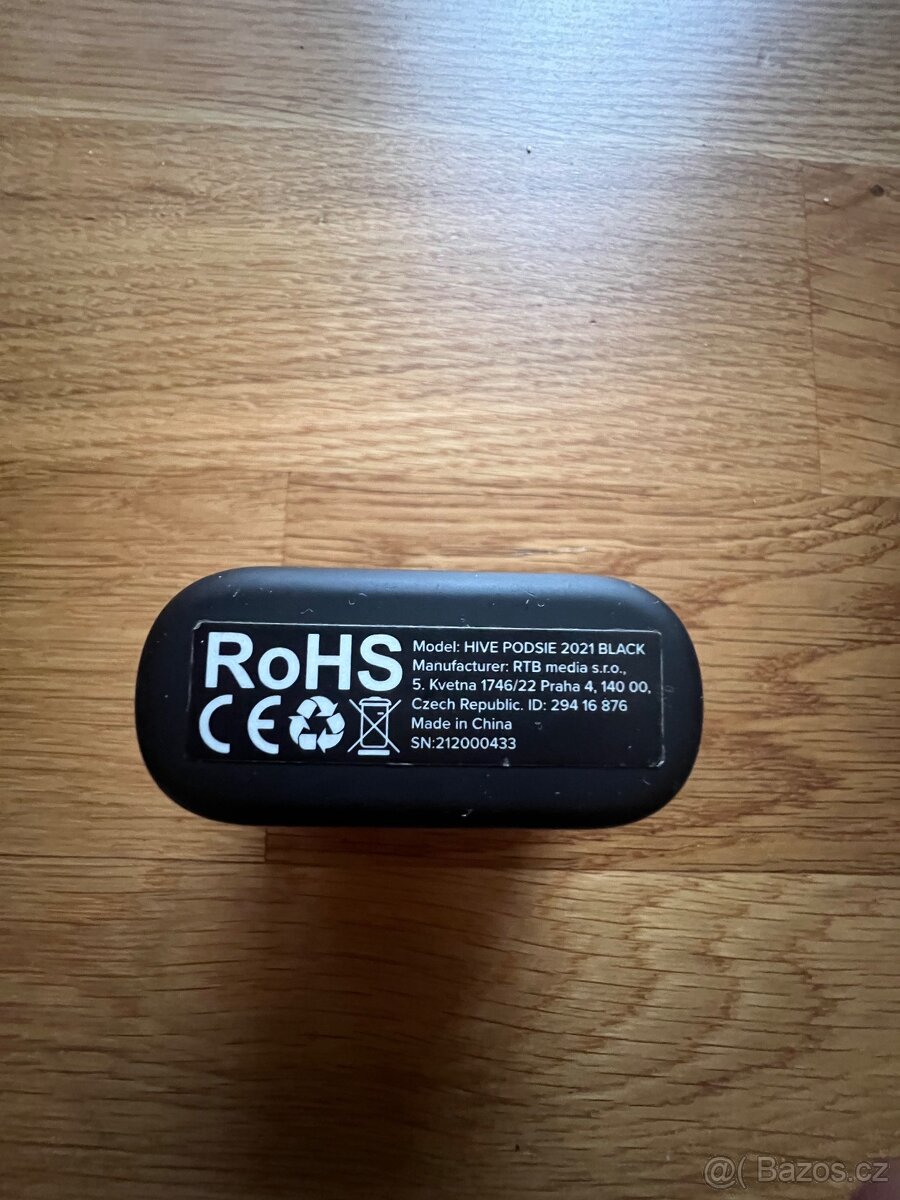 RoHS
CE
Model: HIVE PODSIE 2021 BLACK
Manufacturer: RTB media s.r.o.,
5. Kvetna 1746/22 Praha 4, 140 00,
Czech Republic. ID: 294 16 876
Made in China
SN:212000433
@( Bazos.cz